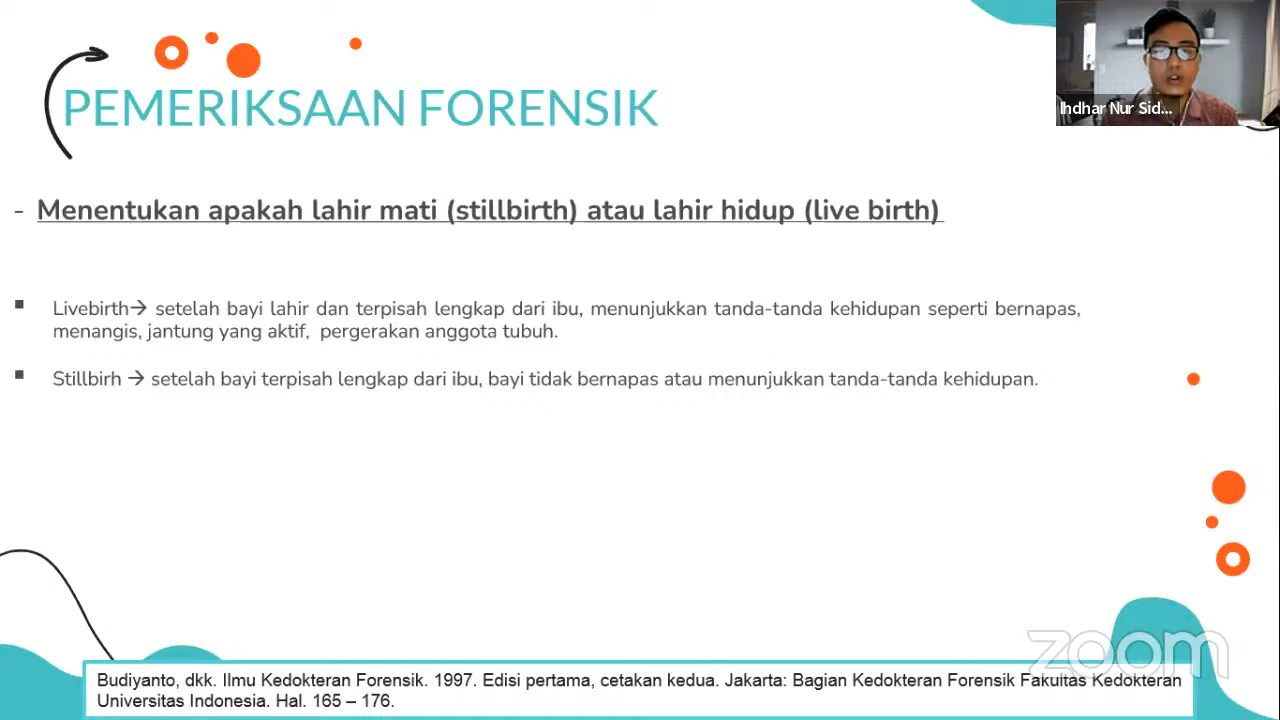 PEMERIKSAAN FORENSIK
Ihdhar Nur Sid...
- Menentukan apakah lahir mati (stillbirth) atau lahir hidup (live birth)
▪ Livebirth→ setelah bayi lahir dan terpisah lengkap dari ibu, menunjukkan tanda-tanda kehidupan seperti bernapas,
menangis, jantung yang aktif, pergerakan anggota tubuh.
▪ Stillbirh → setelah bayi terpisah lengkap dari ibu, bayi tidak bernapas atau menunjukkan tanda-tanda kehidupan.
zoom
Budiyanto, dkk. Ilmu Kedokteran Forensik. 1997. Edisi pertama, cetakan kedua. Jakarta: Bagian Kedokteran Forensik Fakultas Kedokteran
Universitas Indonesia. Hal. 165 – 176.